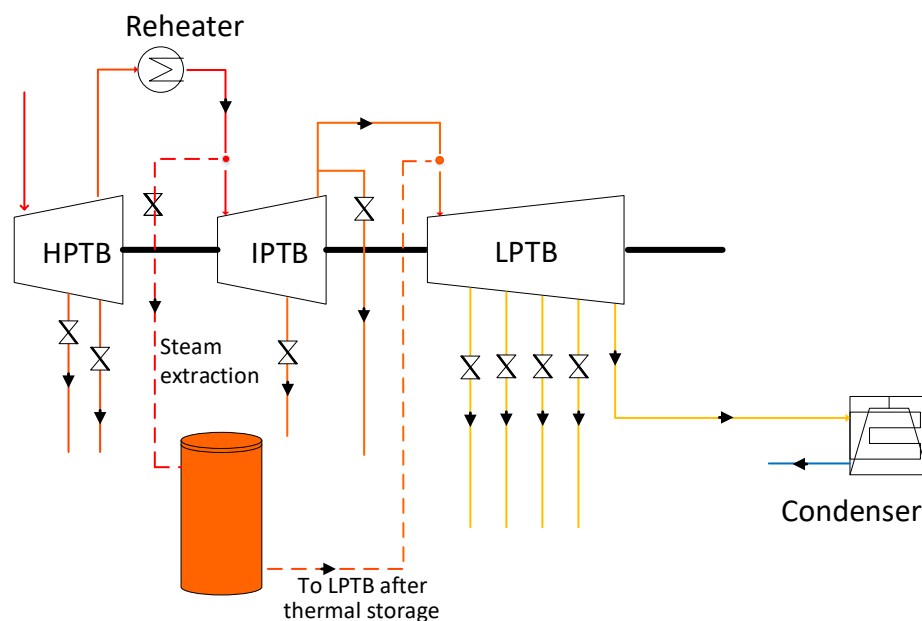 Reheater
HPTB
IPTB
LPTB
Steam
extraction
Condenser
To LPTB after
thermal storage